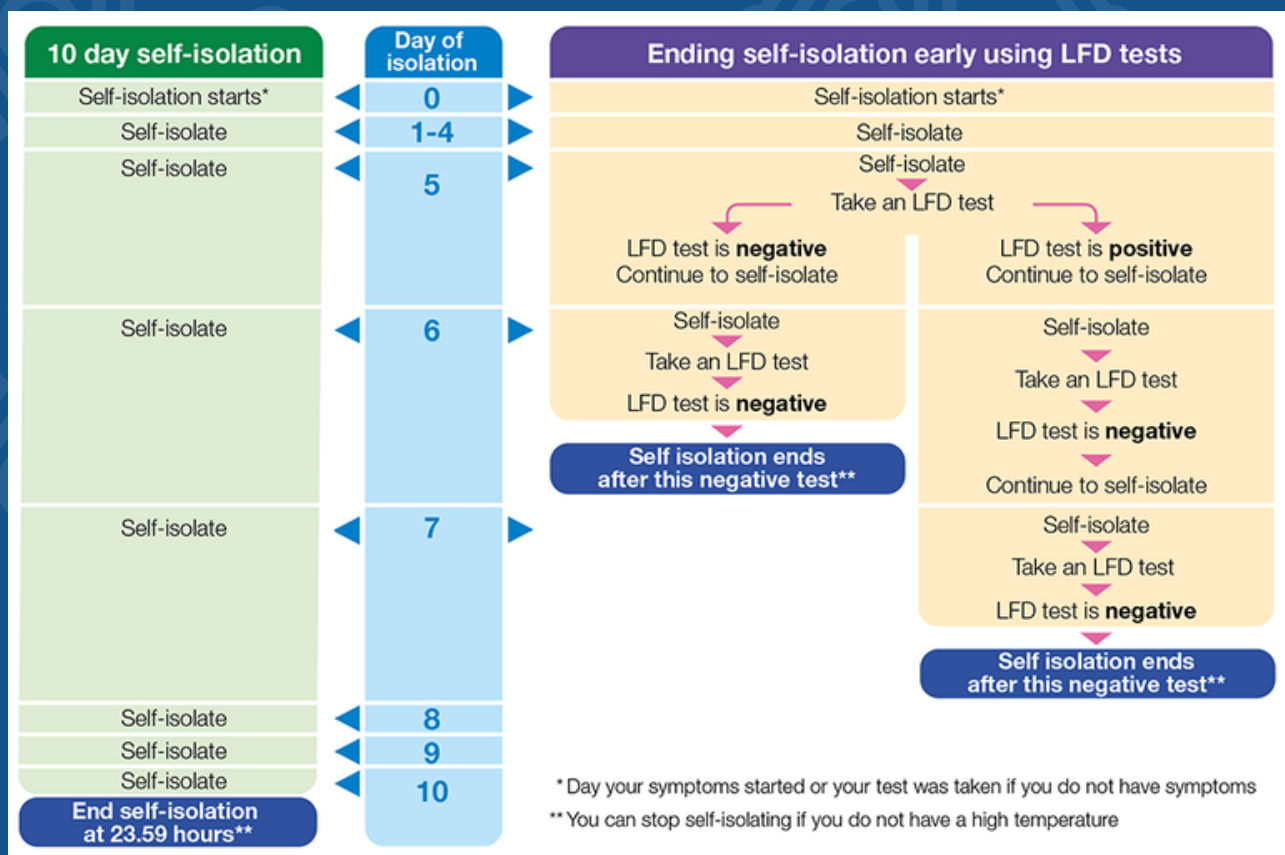 10 day self-isolation
Day of
isolation
Ending self-isolation early using LFD tests
Self-isolation starts*
0
Self-isolation starts*
Self-isolate
1-4
Self-isolate
Self-isolate
5
Self-isolate
Take an LFD test
LFD test is negative
Continue to self-isolate
LFD test is positive
Continue to self-isolate
Self-isolate
6
Self-isolate
Take an LFD test
LFD test is negative
Self isolation ends
after this negative test**
Self-isolate
Take an LFD test
LFD test is negative
Continue to self-isolate
Self-isolate
7
Self-isolate
Take an LFD test
LFD test is negative
Self isolation ends
after this negative test**
Self-isolate
8
Self-isolate
9
Self-isolate
10
End self-isolation
at 23.59 hours**
* Day your symptoms started or your test was taken if you do not have symptoms
** You can stop self-isolating if you do not have a high temperature